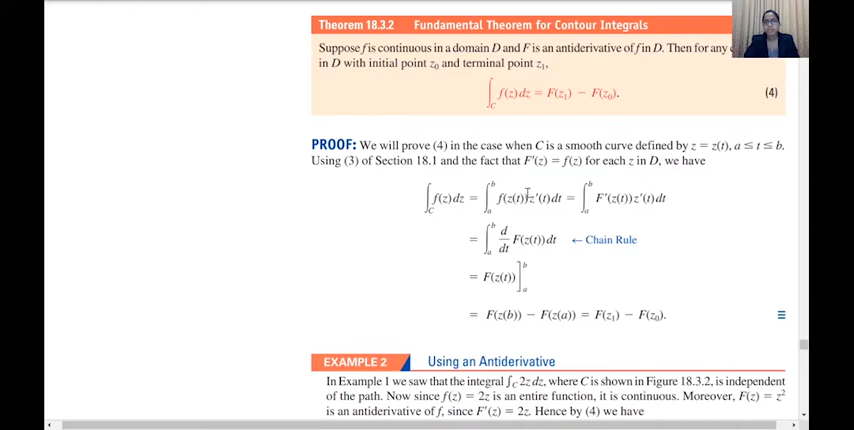 Theorem 18.3.2 Fundamental Theorem for Contour Integrals
Suppose f is continuous in a domain D and F is an antiderivative of f in D. Then for any
in D with initial point z₀ and terminal point z₁,
∫_C f(z) dz = F(z₁) − F(z₀). (4)
PROOF: We will prove (4) in the case when C is a smooth curve defined by z = z(t), a ≤ t ≤ b.
Using (3) of Section 18.1 and the fact that F′(z) = f(z) for each z in D, we have
∫_C f(z) dz = ∫_a^b f(z(t))z′(t) dt = ∫_a^b F′(z(t))z′(t) dt
= ∫_a^b d/dt F(z(t)) dt ← Chain Rule
= F(z(t)) ]_a^b
= F(z(b)) − F(z(a)) = F(z₁) − F(z₀). ≡
EXAMPLE 2 Using an Antiderivative
In Example 1 we saw that the integral ∫_C 2z dz, where C is shown in Figure 18.3.2, is independent
of the path. Now since f(z) = 2z is an entire function, it is continuous. Moreover, F(z) = z²
is an antiderivative of f, since F′(z) = 2z. Hence by (4) we have